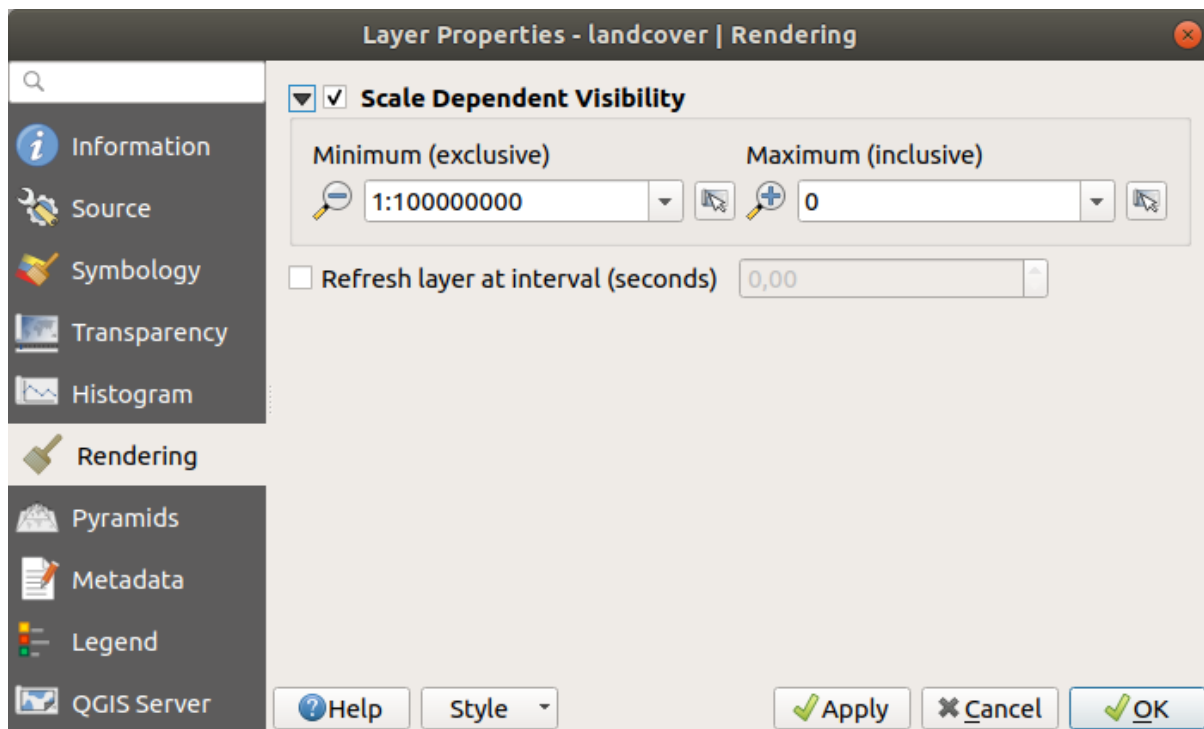 Layer Properties - landcover | Rendering
Information
Source
Symbology
Transparency
Histogram
Rendering
Pyramids
Metadata
Legend
QGIS Server
Scale Dependent Visibility
Minimum (exclusive)
Maximum (inclusive)
1:100000000
0
Refresh layer at interval (seconds)
0,00
Help
Style
Apply
Cancel
OK